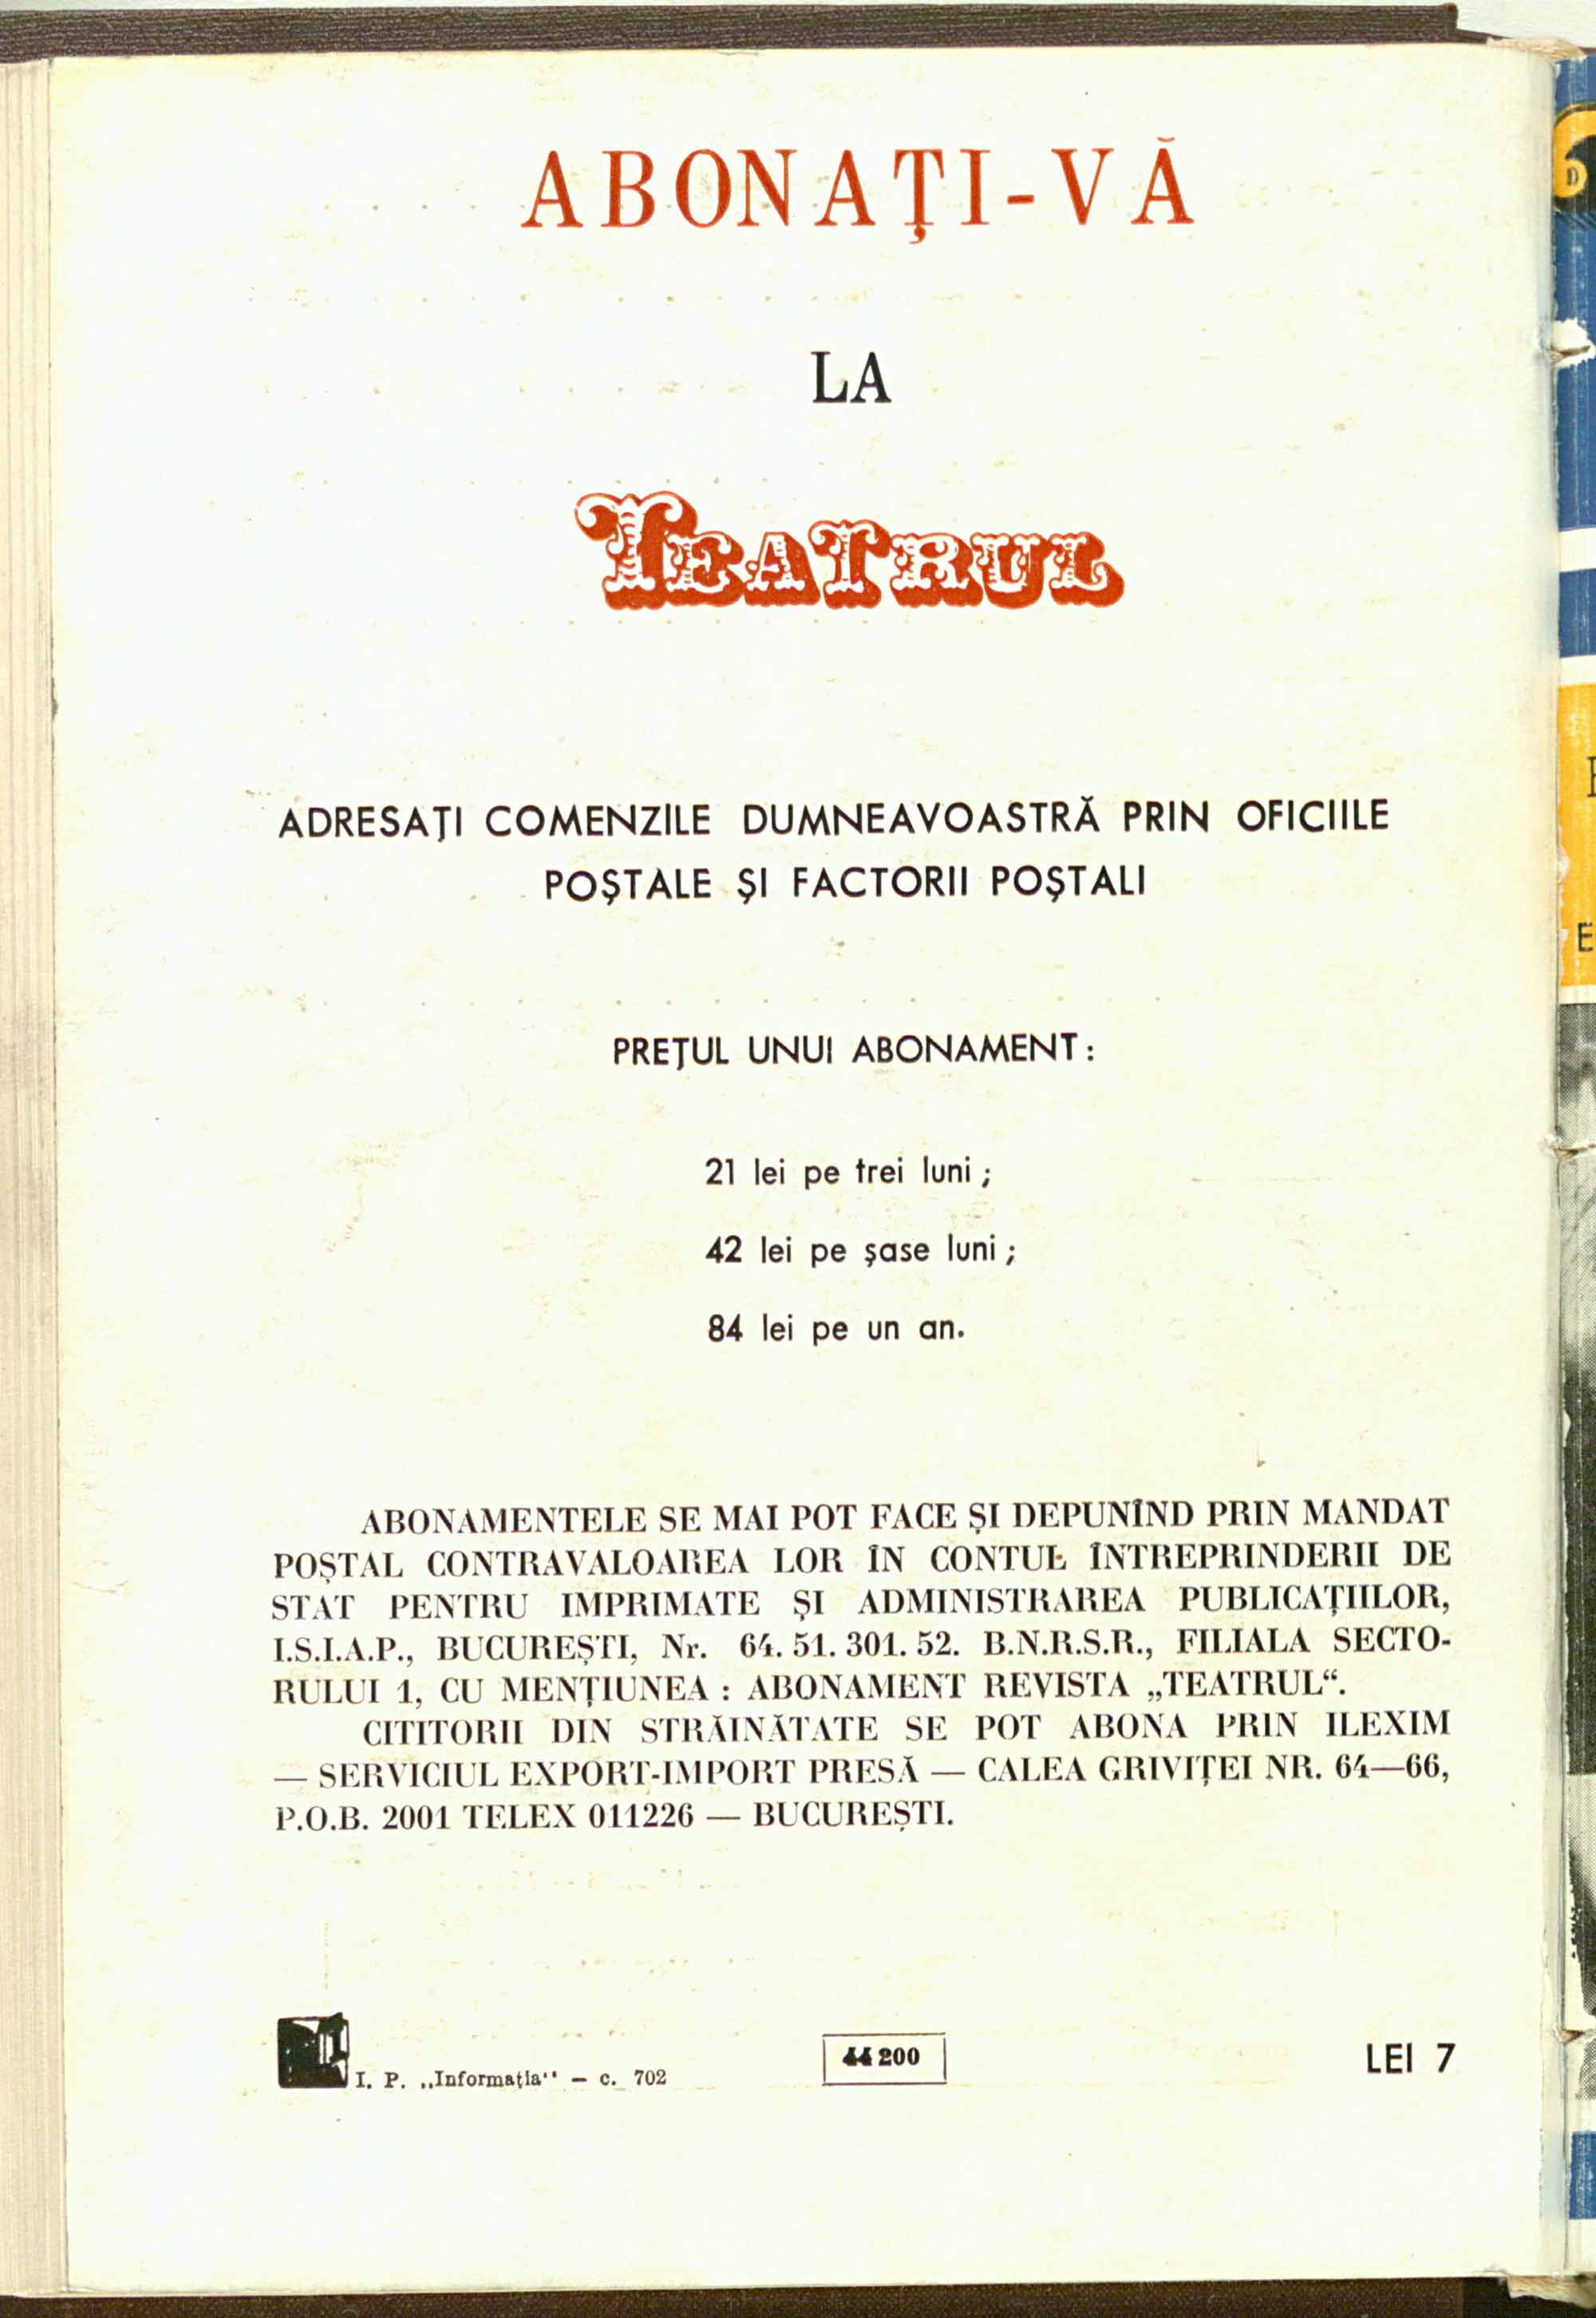 ABONAȚI-VĂ
LA
TEATRUL
ADRESAȚI COMENZILE DUMNEAVOASTRĂ PRIN OFICIILE
POȘTALE ȘI FACTORII POȘTALI
PREȚUL UNUI ABONAMENT :
21 lei pe trei luni ;
42 lei pe șase luni ;
84 lei pe un an.
ABONAMENTELE SE MAI POT FACE ȘI DEPUNÎND PRIN MANDAT
POȘTAL CONTRAVALOAREA LOR ÎN CONTUL ÎNTREPRINDERII DE
STAT PENTRU IMPRIMATE ȘI ADMINISTRAREA PUBLICAȚIILOR,
I.S.I.A.P., BUCUREȘTI, Nr. 64. 51. 301. 52. B.N.R.S.R., FILIALA SECTO-
RULUI 1, CU MENȚIUNEA : ABONAMENT REVISTA „TEATRUL“.
CITITORII DIN STRĂINĂTATE SE POT ABONA PRIN ILEXIM
— SERVICIUL EXPORT-IMPORT PRESĂ — CALEA GRIVIȚEI NR. 64—66,
P.O.B. 2001 TELEX 011226 — BUCUREȘTI.
I. P. „Informația“ – c. 702
44 200
LEI 7
E